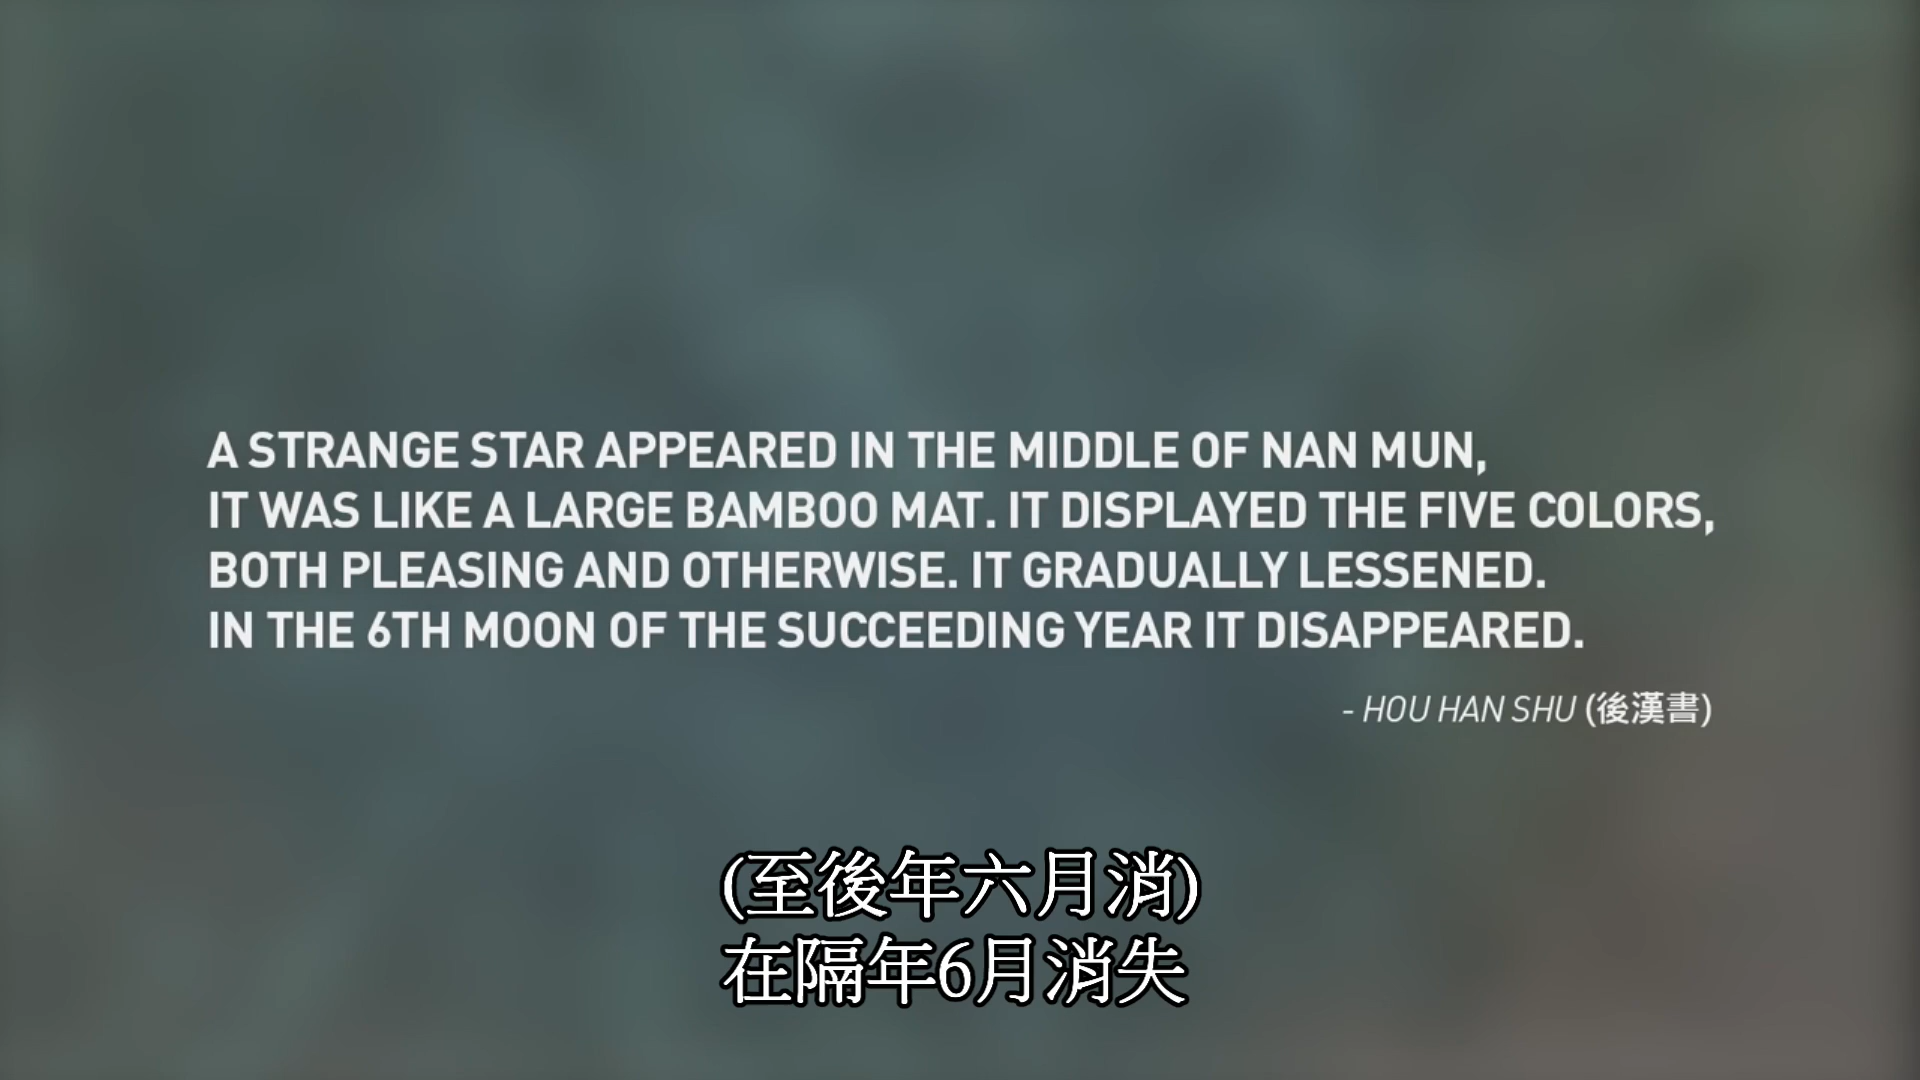 A STRANGE STAR APPEARED IN THE MIDDLE OF NAN MUN,
IT WAS LIKE A LARGE BAMBOO MAT. IT DISPLAYED THE FIVE COLORS,
BOTH PLEASING AND OTHERWISE. IT GRADUALLY LESSENED.
IN THE 6TH MOON OF THE SUCCEEDING YEAR IT DISAPPEARED.
- HOU HAN SHU (後漢書)
(至後年六月消)
在隔年6月消失